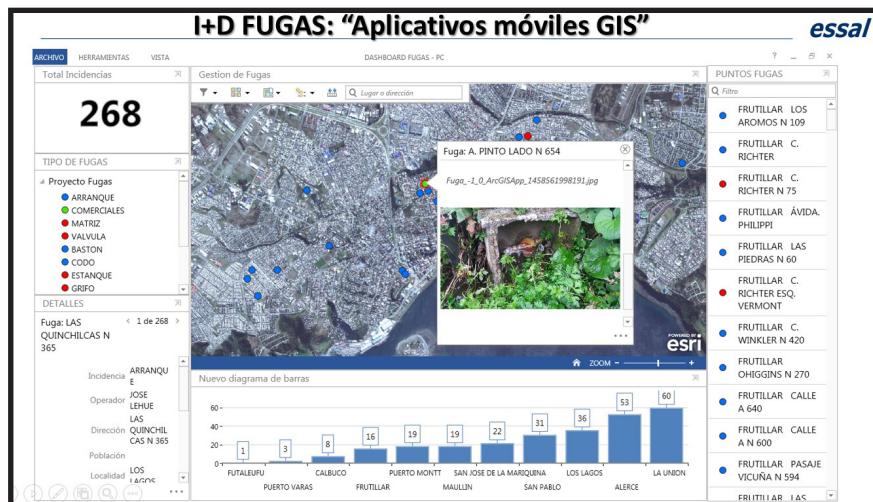 I+D FUGAS: “Aplicativos móviles GIS”
essal
ARCHIVO HERRAMIENTAS VISTA
DASHBOARD FUGAS - PC
Total Incidencias
268
TIPO DE FUGAS
Proyecto Fugas
ARRANQUE
COMERCIALES
MATRIZ
VALVULA
BASTON
CODO
ESTANQUE
GRIFO
DETALLES
Fuga: LAS
QUINCHILCAS N
365
1 de 268
Incidencia ARRANQU
E
Operador JOSE
LEHUE
Dirección LAS
QUINCHIL
CAS N 365
Población
Localidad LOS
LAGOS
Gestion de Fugas
Lugar o dirección
Fuga: A. PINTO LADO N 654
Fuga_-1_0_ArcGISApp_1458561998191.jpg
POWERED BY
esri
ZOOM
Nuevo diagrama de barras
60
40
20
0
1
3
8
16
19
19
22
31
36
53
60
FUTALEUFU
PUERTO VARAS
CALBUCO
FRUTILLAR
PUERTO MONTT
MAULLIN
SAN JOSE DE LA MARIQUINA
SAN PABLO
LOS LAGOS
ALERCE
LA UNION
PUNTOS FUGAS
Filtro
FRUTILLAR LOS
AROMOS N 109
FRUTILLAR C.
RICHTER
FRUTILLAR C.
RICHTER N 75
FRUTILLAR ÁVIDA.
PHILIPPI
FRUTILLAR LAS
PIEDRAS N 60
FRUTILLAR C.
RICHTER ESQ.
VERMONT
FRUTILLAR C.
WINKLER N 420
FRUTILLAR
OHIGGINS N 270
FRUTILLAR CALLE
A 640
FRUTILLAR CALLE
A N 600
FRUTILLAR PASAJE
VICUÑA N 594
FRUTILLAR LAS